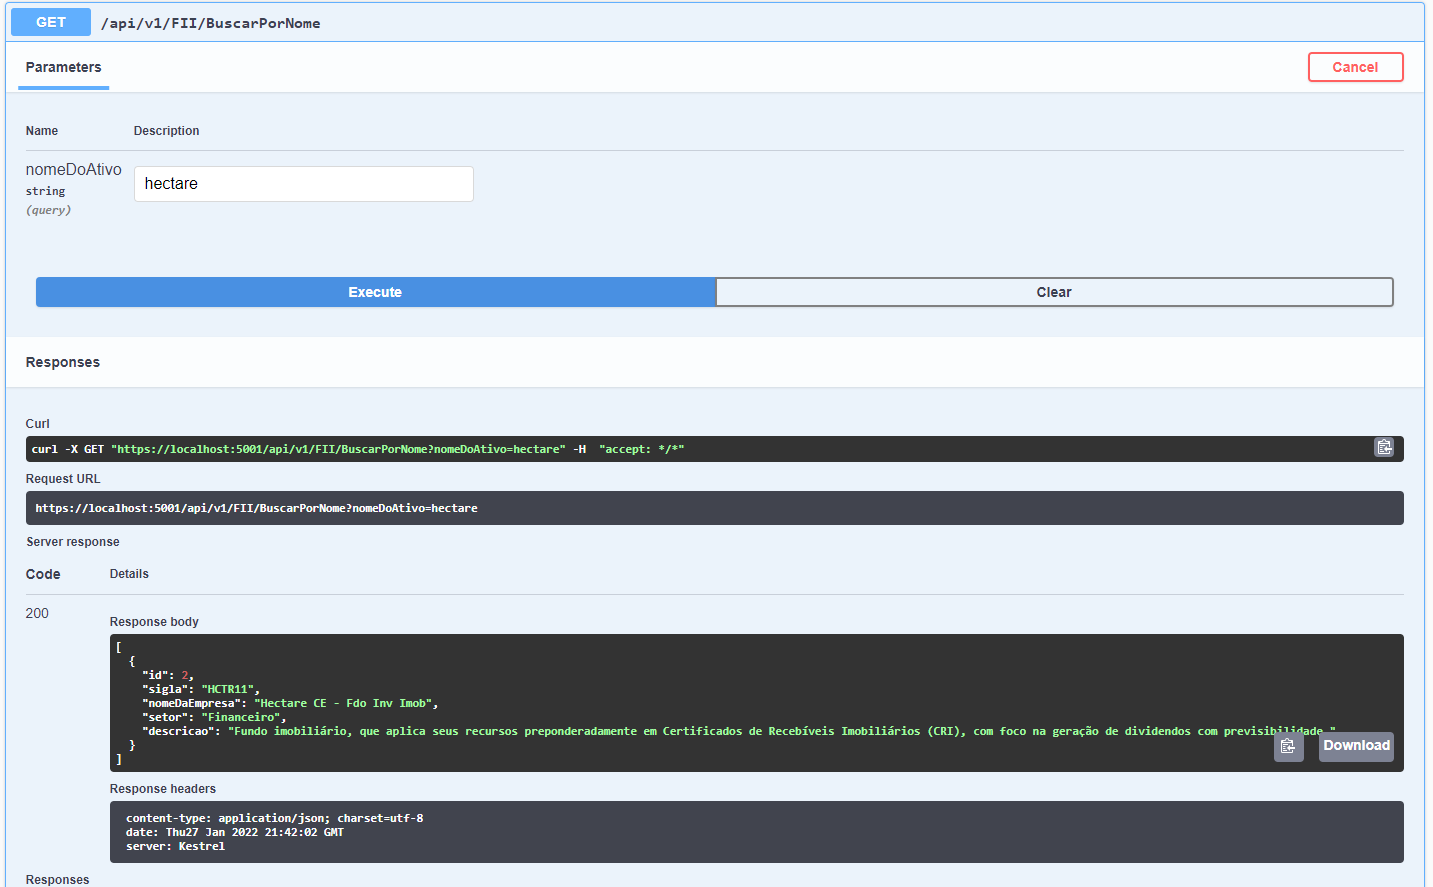 GET /api/v1/FII/BuscarPorNome
Parameters Cancel
Name Description
nomeDoAtivo hectare
string
(query)
Execute Clear
Responses
Curl
curl -X GET "https://localhost:5001/api/v1/FII/BuscarPorNome?nomeDoAtivo=hectare" -H  "accept: */*"
Request URL
https://localhost:5001/api/v1/FII/BuscarPorNome?nomeDoAtivo=hectare
Server response
Code Details
200
Response body
[
  {
    "id": 2,
    "sigla": "HCTR11",
    "nomeDaEmpresa": "Hectare CE - Fdo Inv Imob",
    "setor": "Financeiro",
    "descricao": "Fundo imobiliário, que aplica seus recursos preponderadamente em Certificados de Recebíveis Imobiliários (CRI), com foco na geração de dividendos com previsibilidade."
  }
]
Download
Response headers
content-type: application/json; charset=utf-8
date: Thu27 Jan 2022 21:42:02 GMT
server: Kestrel
Responses